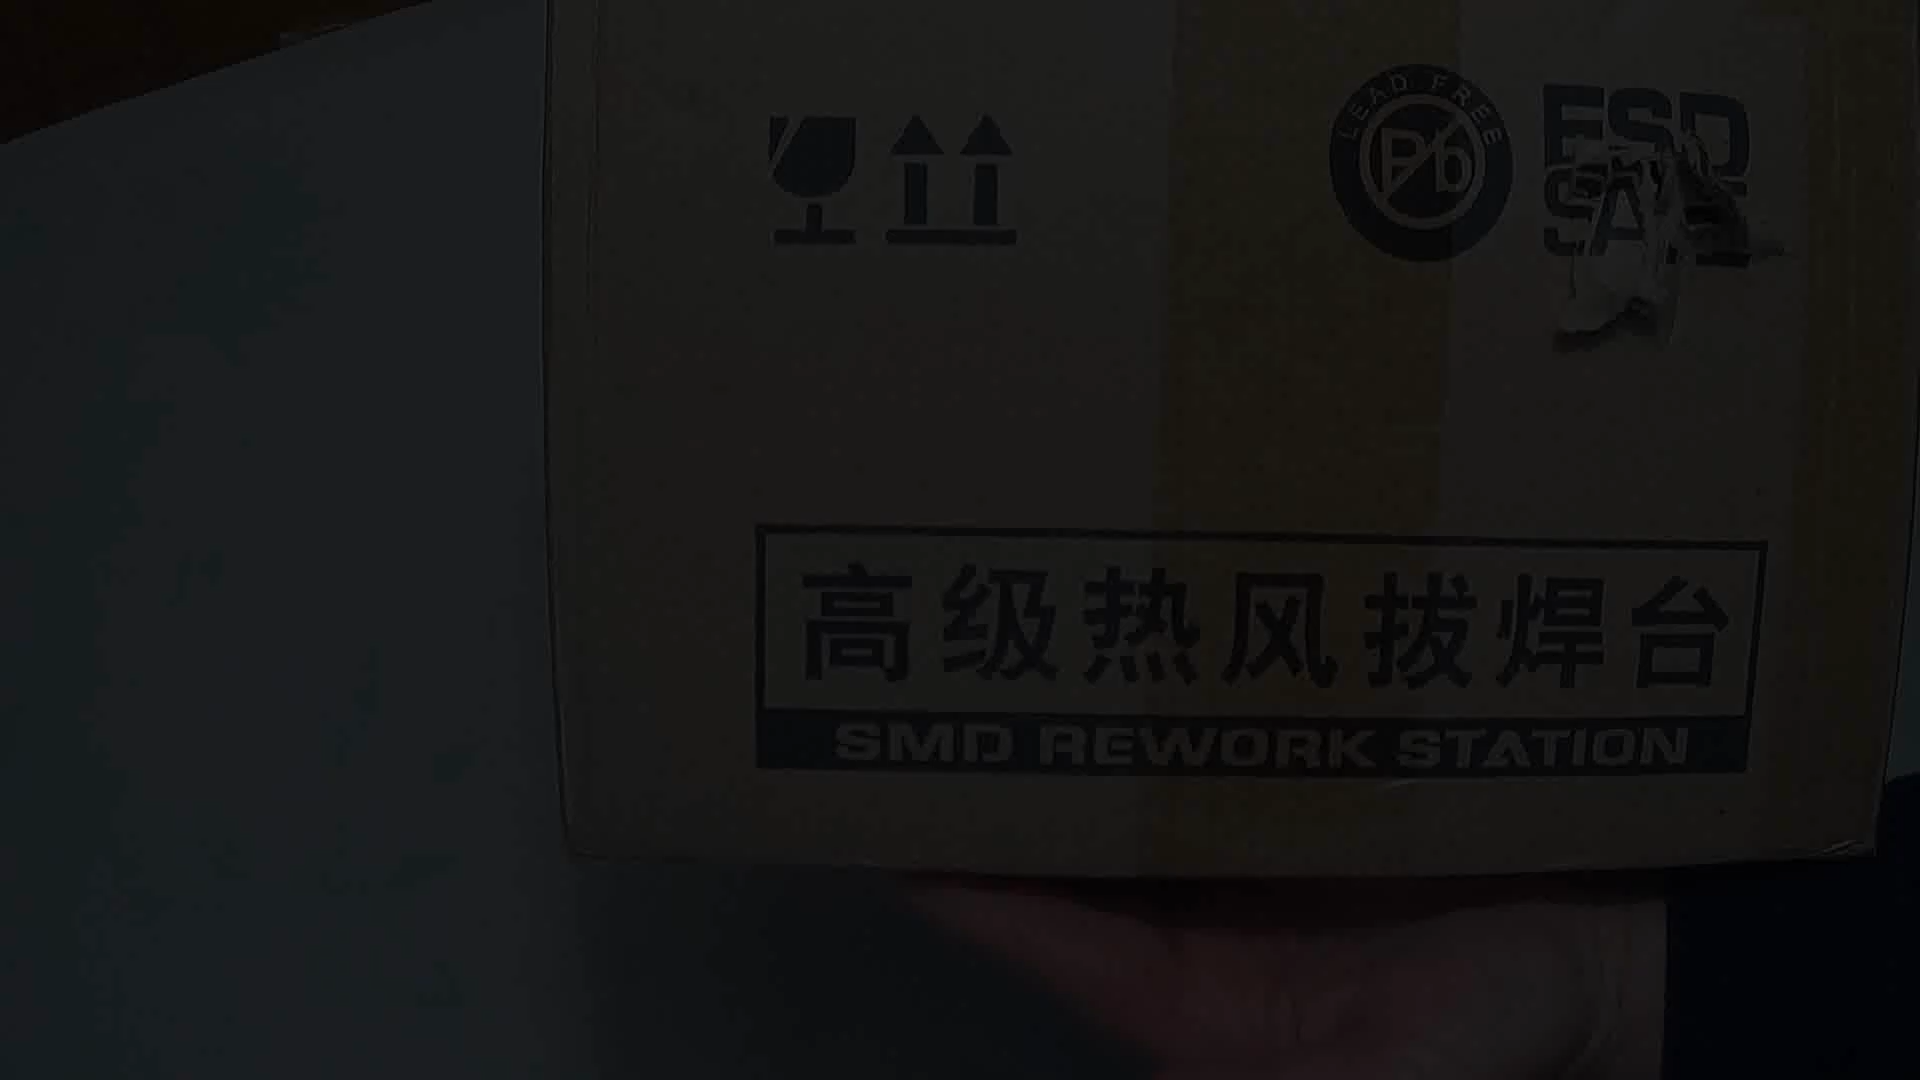 LEAD FREE
Pb
ESD
高级热风拔焊台
SMD REWORK STATION